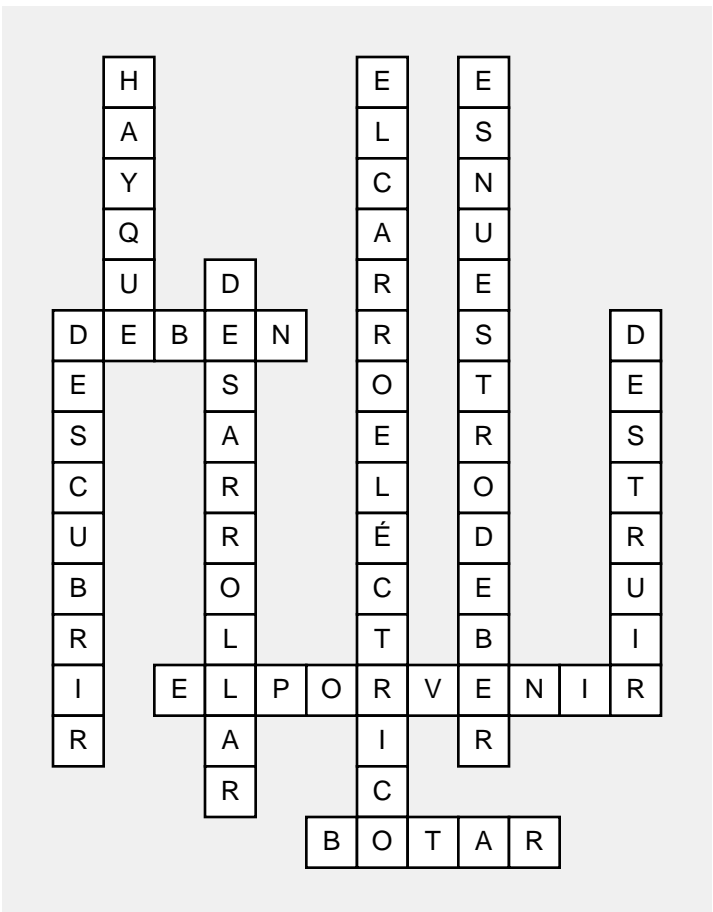 HAYQUE
ELCARROELÉCTRICO
ESNUESTRODEBER
DESARROLLAR
DEBEN
DESCUBRIR
DESTRUIR
ELPORVENIR
BOTAR